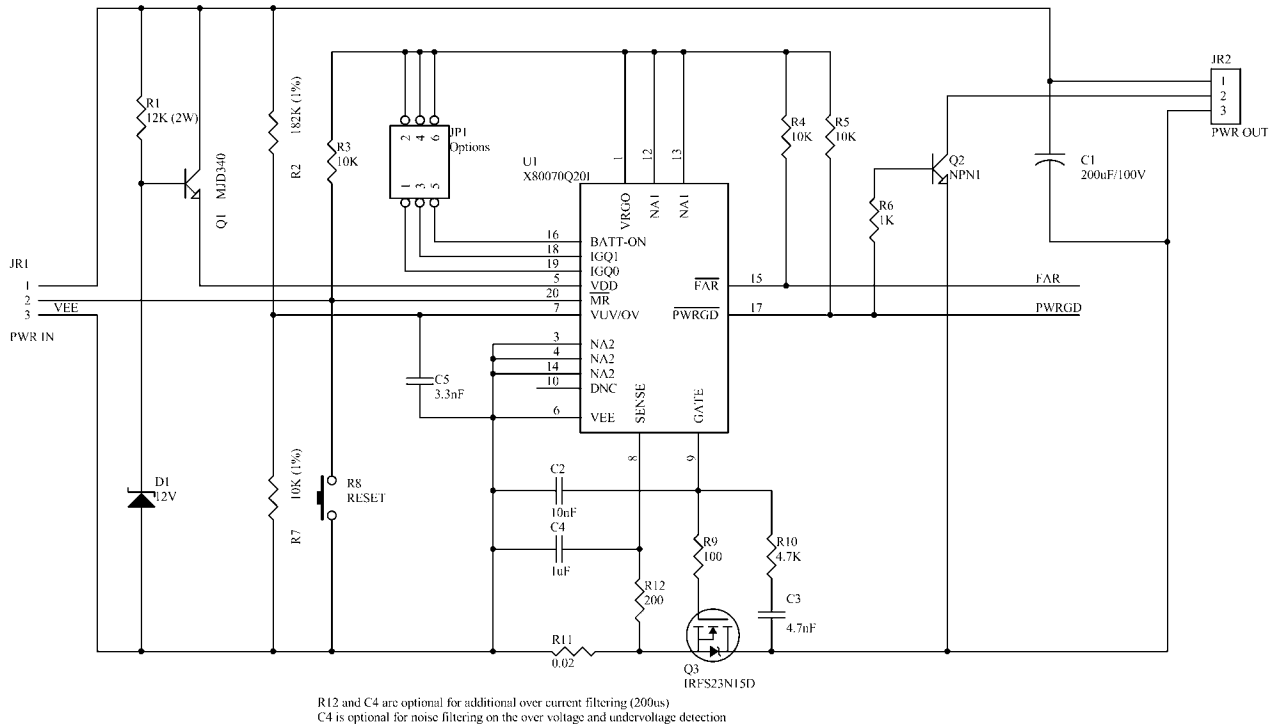 JR2
1
2
3
PWR OUT
R1
12K (2W)
182K (1%)
R2
R3
10K
2 4 6
JP1
Options
1 3 5
R4
10K
R5
10K
Q1 MJD340
U1
X80070Q20I
1
12
13
VRGO
NA1
NA1
Q2
NPN1
C1
200uF/100V
R6
1K
16
BATT-ON
18
IGQ1
19
IGQ0
5
VDD
20
MR
7
VUV/OV
3
NA2
4
NA2
14
NA2
10
DNC
6
VEE
FAR
15
FAR
PWRGD
17
PWRGD
SENSE
GATE
8
9
JR1
1
2
3
VEE
PWR IN
C5
3.3nF
D1
12V
10K (1%)
R7
R8
RESET
C2
10nF
C4
1uF
R9
100
R10
4.7K
R12
200
C3
4.7nF
R11
0.02
Q3
IRFS23N15D
R12 and C4 are optional for additional over current filtering (200us)
C4 is optional for noise filtering on the over voltage and undervoltage detection